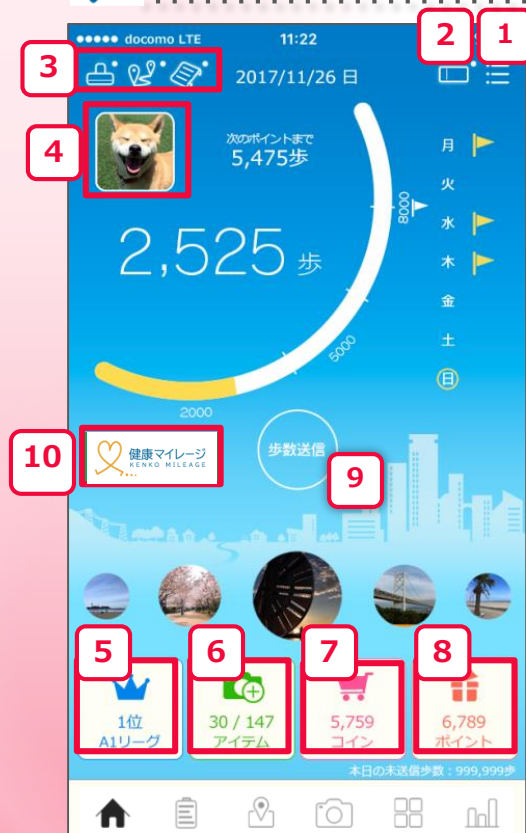 docomo LTE 11:22
2 1
3
2017/11/26 日
4
次のポイントまで
5,475歩
月
火
8000
水
2,525 歩
木
金
土
5000
日
2000
10
健康マイレージ
KENKO MILEAGE
歩数送信
9
5 6 7 8
1位 30 / 147 5,759 6,789
A1リーグ アイテム コイン ポイント
本日の未送信歩数：999,999歩